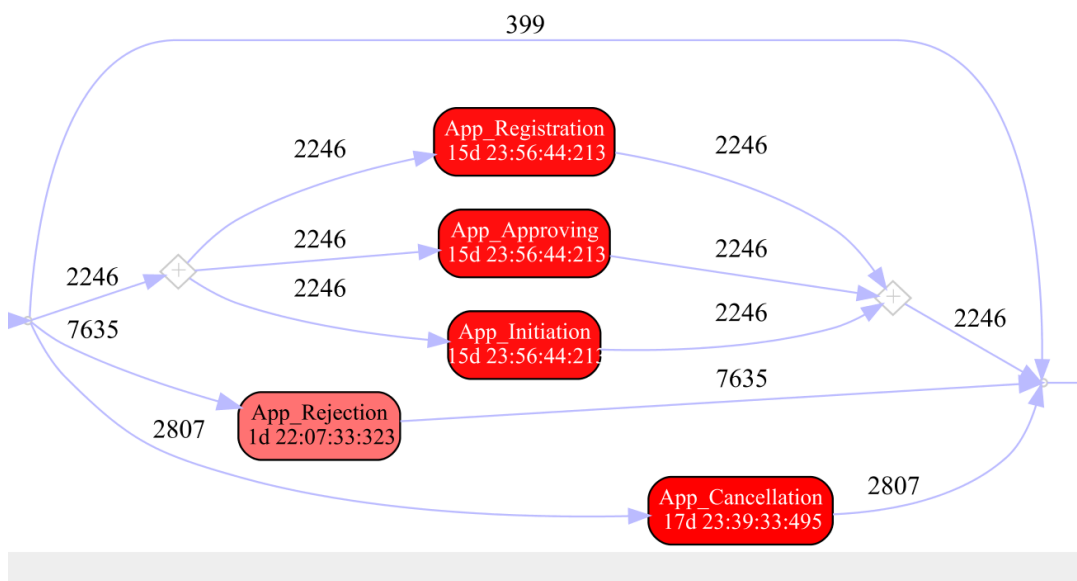 399
2246
App_Registration
15d 23:56:44:213
2246
2246
App_Approving
15d 23:56:44:213
2246
2246
2246
App_Initiation
15d 23:56:44:213
2246
2246
7635
App_Rejection
1d 22:07:33:323
7635
2807
App_Cancellation
17d 23:39:33:495
2807